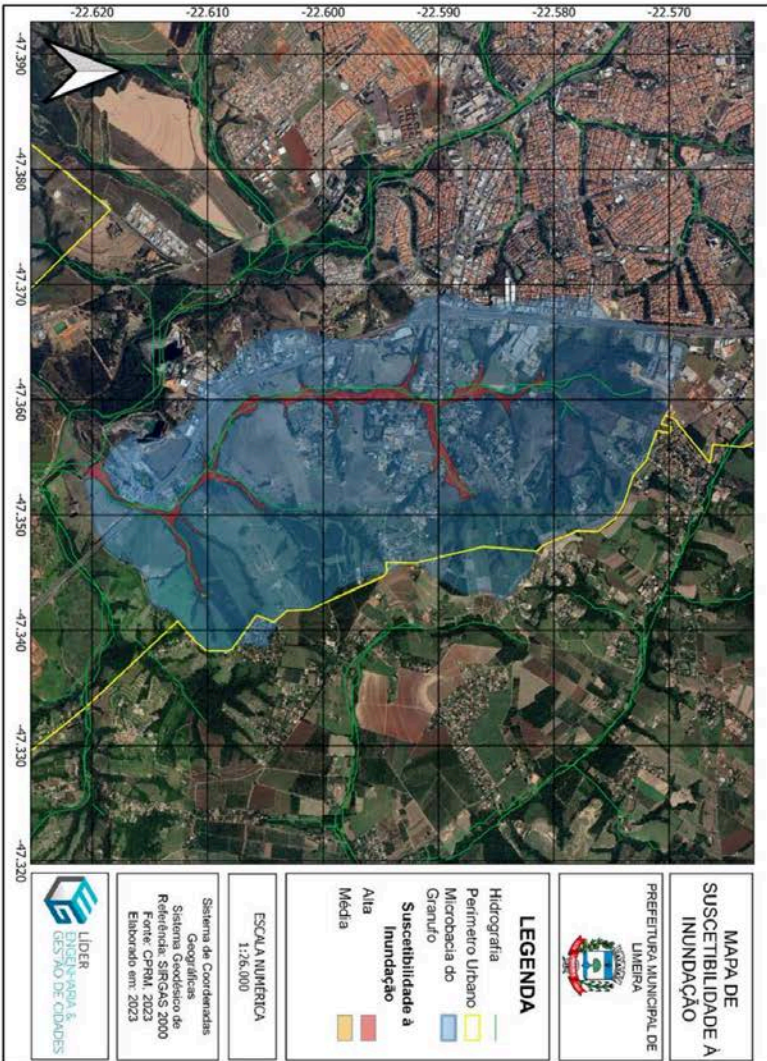 -22.620
-22.610
-22.600
-22.590
-22.580
-22.570
-47.390
-47.380
-47.370
-47.360
-47.350
-47.340
-47.330
-47.320
MAPA DE
SUSCETIBILIDADE À
INUNDAÇÃO
PREFEITURA MUNICIPAL DE
LIMEIRA
LEGENDA
Hidrografia
Perímetro Urbano
Microbacia do
Granufo
Suscetibilidade à
Inundação
Alta
Média
ESCALA NUMÉRICA
1:26.000
Sistema de Coordenadas
Geográficas
Sistema Geodésico de
Referência: SIRGAS 2000
Fonte: CPRM, 2023
Elaborado em: 2023
LÍDER
ENGENHARIA &
GESTÃO DE CIDADES